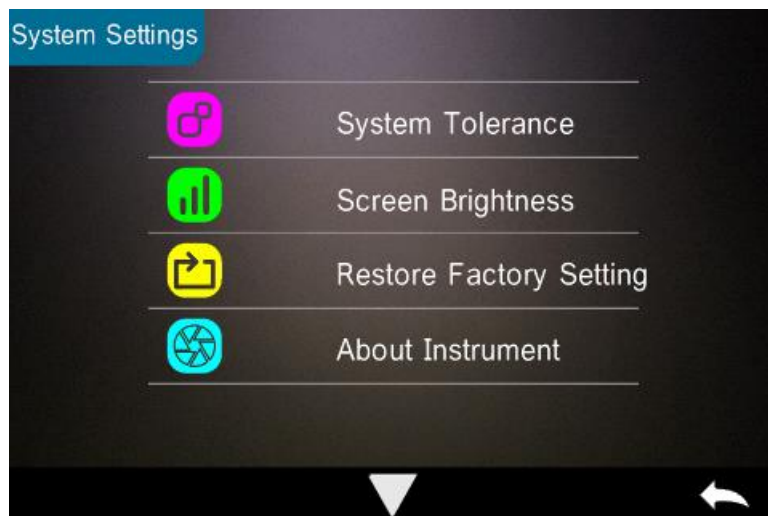 System Settings
System Tolerance
Screen Brightness
Restore Factory Setting
About Instrument